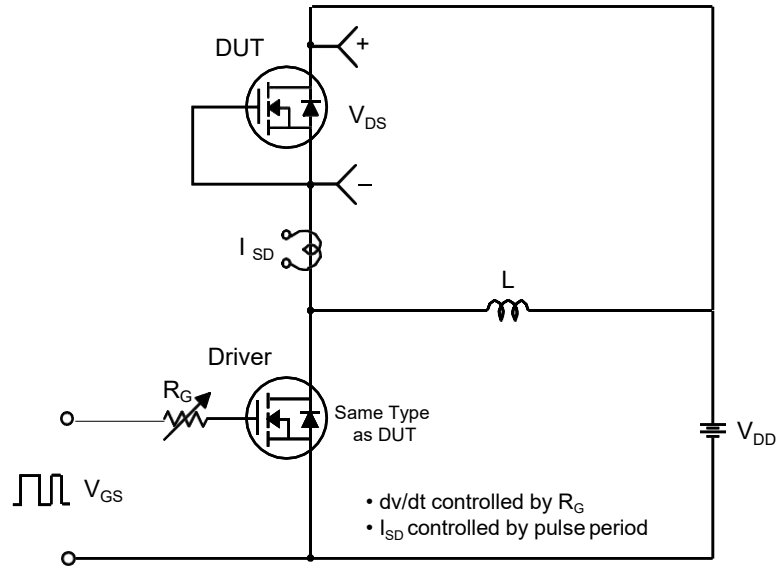 DUT
+
V_DS
−
I_SD
L
Driver
R_G
Same Type
as DUT
V_DD
V_GS
• dv/dt controlled by R_G
• I_SD controlled by pulse period